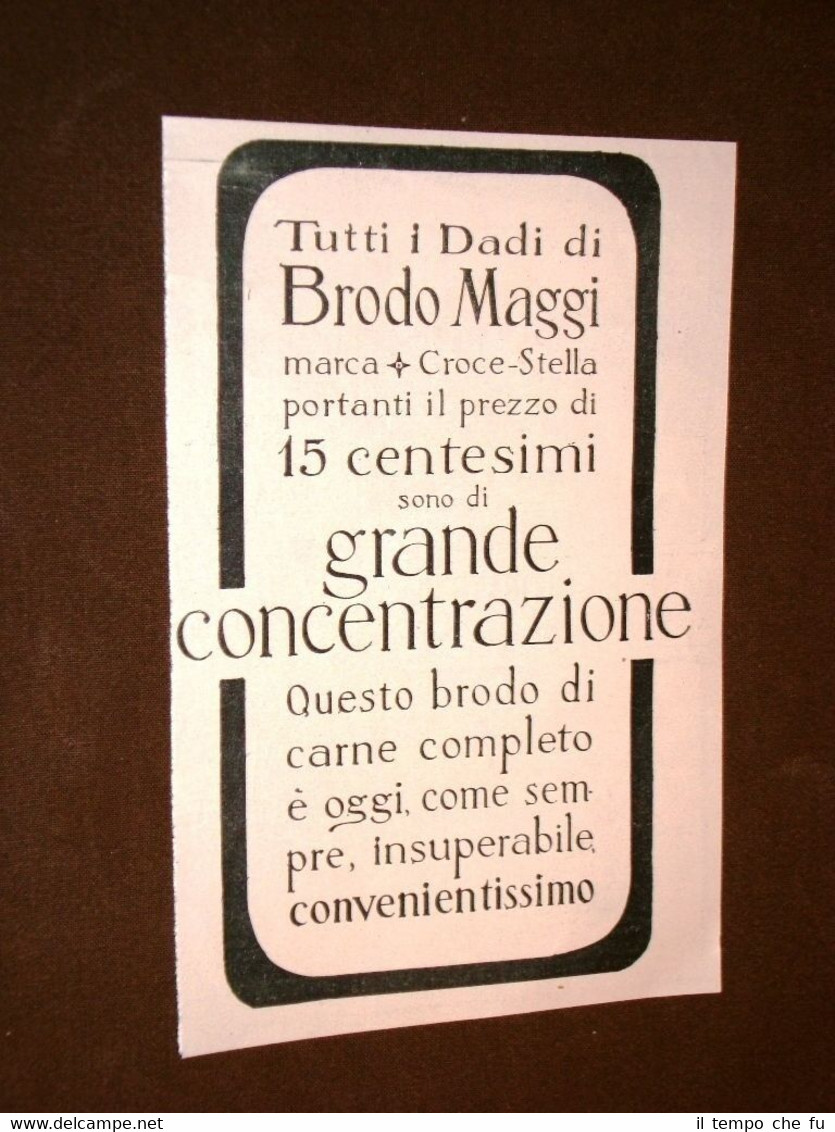 Tutti i Dadi di
Brodo Maggi
marca Croce-Stella
portanti il prezzo di
15 centesimi
sono di
grande
concentrazione
Questo brodo di
carne completo
è oggi, come sem-
pre, insuperabile,
convenientissimo
www.delcampe.net
il tempo che fu